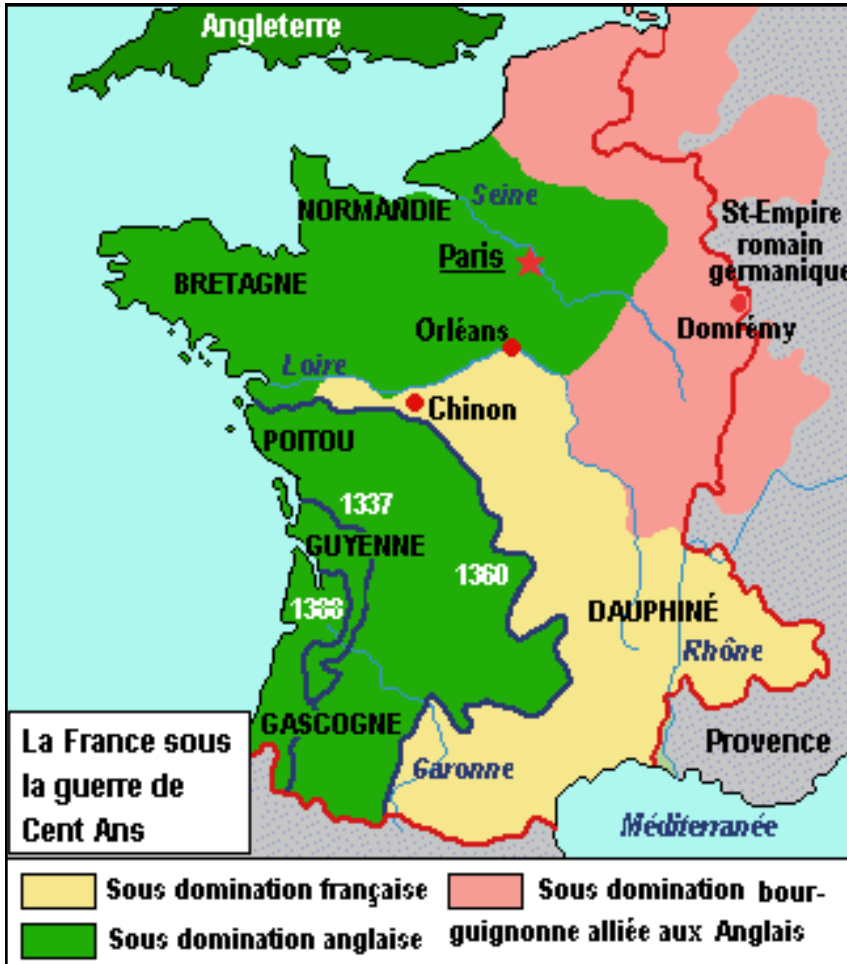 Angleterre
NORMANDIE
Seine
St-Empire
romain
germanique
Paris
BRETAGNE
Domrémy
Orléans
Loire
Chinon
POITOU
1337
GUYENNE
1360
1388
DAUPHINÉ
Rhône
GASCOGNE
Garonne
Provence
La France sous
la guerre de
Cent Ans
Méditerranée
Sous domination française
Sous domination anglaise
Sous domination bour-
guignonne alliée aux Anglais